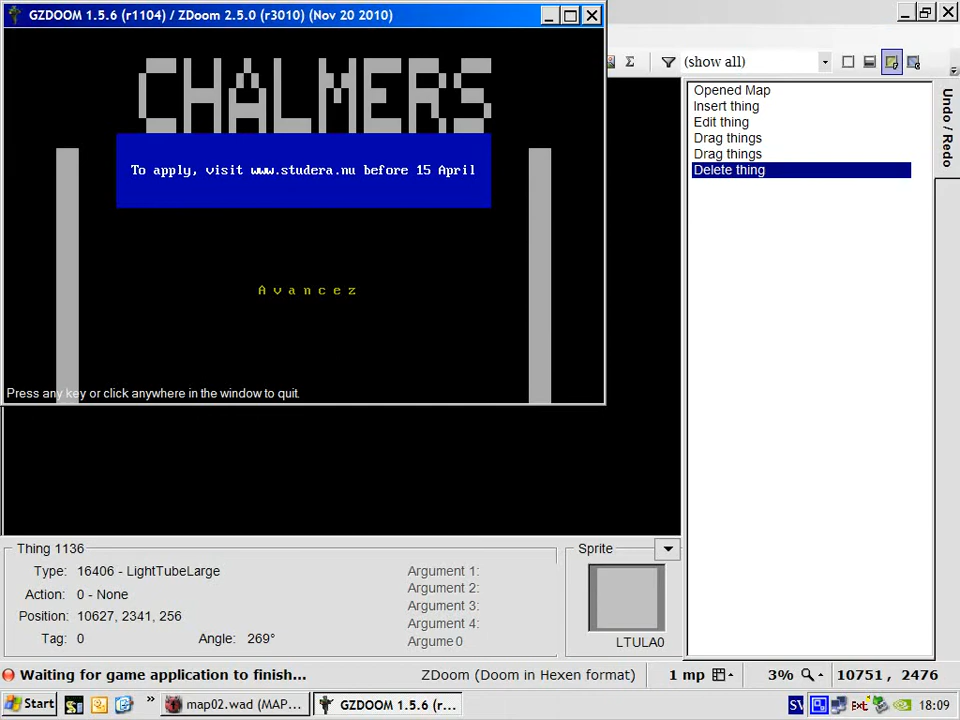 GZDOOM 1.5.6 (r1104) / ZDoom 2.5.0 (r3010) (Nov 20 2010)
CHALMERS
To apply, visit www.studera.nu before 15 April
Avancez
Press any key or click anywhere in the window to quit.
Σ
(show all)
Opened Map
Insert thing
Edit thing
Drag things
Drag things
Delete thing
Undo / Redo
Thing 1136
Type: 16406 - LightTubeLarge
Action: 0 - None
Position: 10627, 2341, 256
Tag: 0 Angle: 269°
Argument 1:
Argument 2:
Argument 3:
Argument 4:
Argume 0
Sprite
LTULA0
Waiting for game application to finish...
ZDoom (Doom in Hexen format)
1 mp
3%
10751 , 2476
Start
»
map02.wad (MAP...
GZDOOM 1.5.6 (r...
SV
Ext
18:09